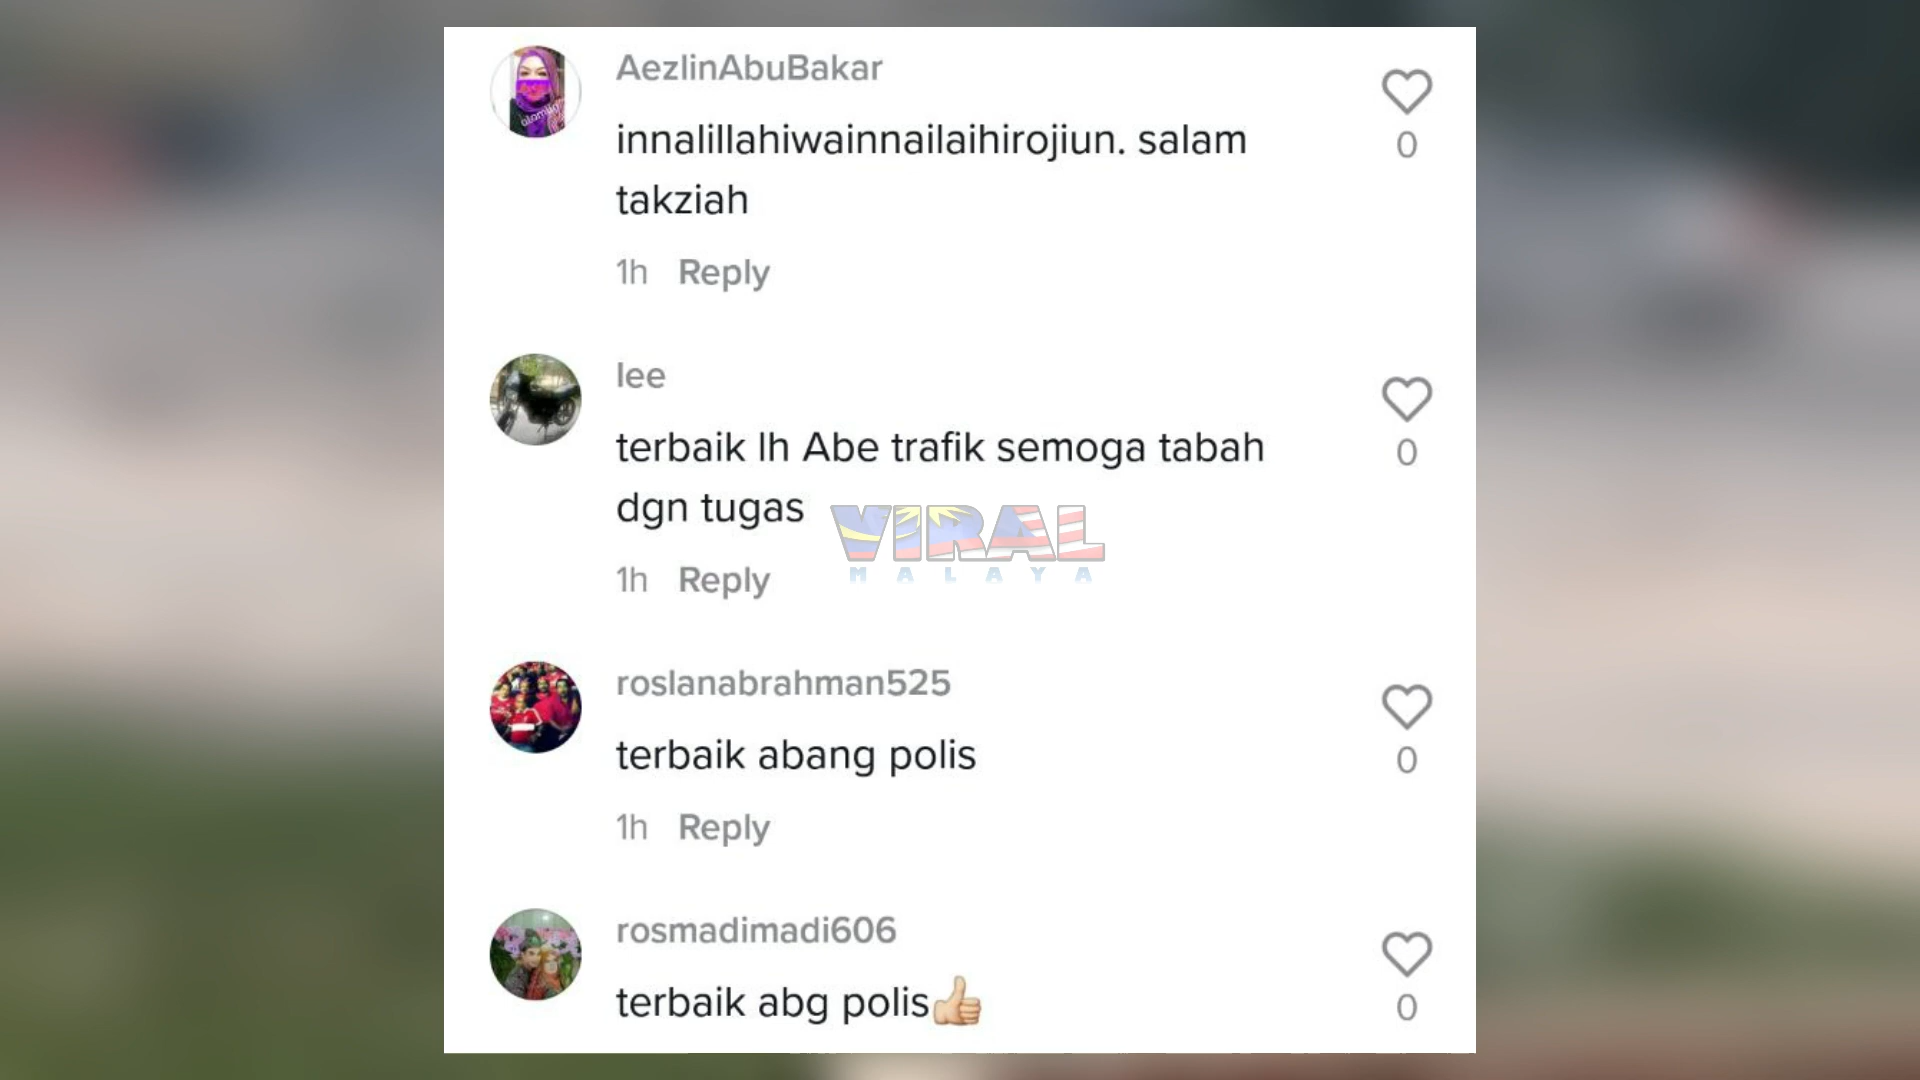 AezlinAbuBakar
innalillahiwainnailaihirojiun. salam
takziah
0
1h Reply
lee
terbaik lh Abe trafik semoga tabah
dgn tugas
0
1h Reply
VIRAL
MALAYA
roslanabrahman525
terbaik abang polis
0
1h Reply
rosmadimadi606
terbaik abg polis👍
0